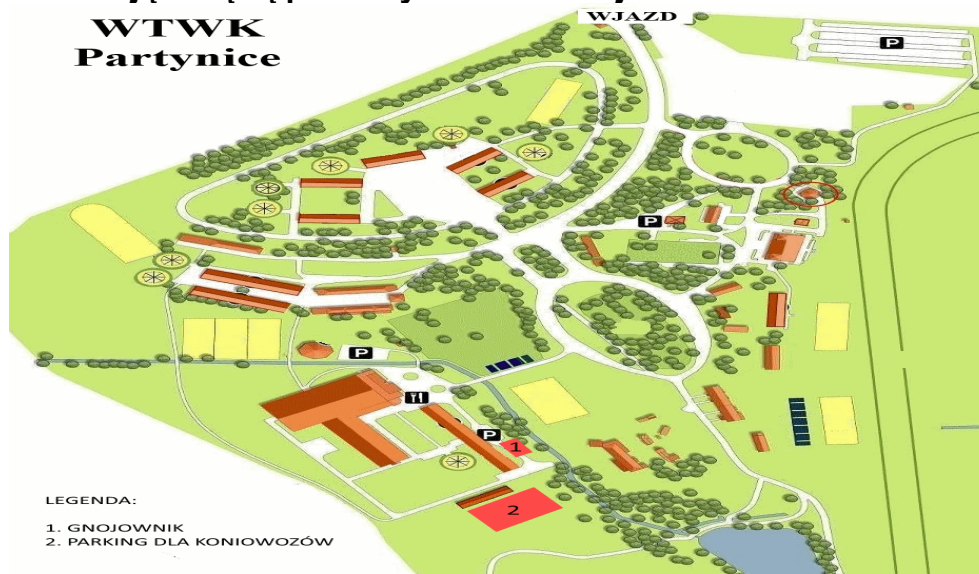 WTWK
Partynice
WJAZD
P
P
P
P
1
2
LEGENDA:
1. GNOJOWNIK
2. PARKING DLA KONIOWOZÓW